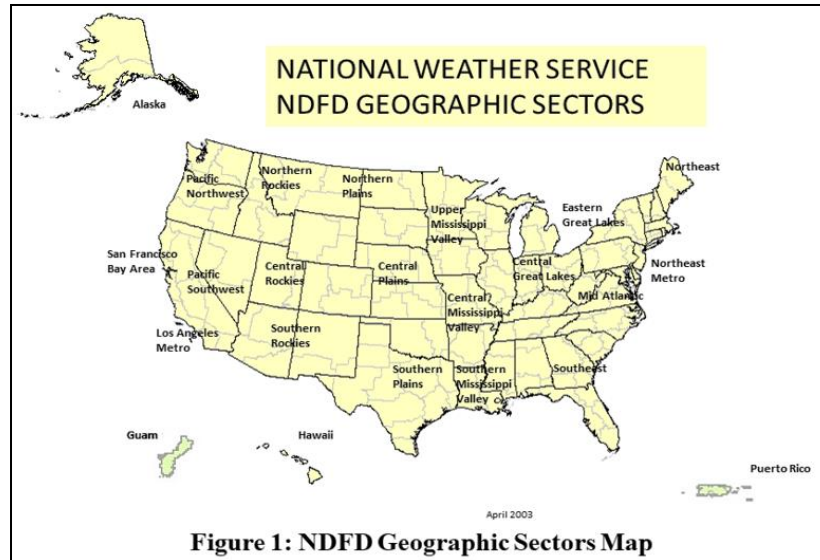 NATIONAL WEATHER SERVICE
NDFD GEOGRAPHIC SECTORS
Alaska
Pacific
Northwest
Northern
Rockies
Northern
Plains
Upper
Mississippi
Valley
Eastern
Great Lakes
Northeast
San Francisco
Bay Area
Pacific
Southwest
Central
Rockies
Central
Plains
Central
Great Lakes
Northeast
Metro
Central
Mississippi
Valley
Mid Atlantic
Los Angeles
Metro
Southern
Rockies
Southern
Plains
Southern
Mississippi
Valley
Southeast
Guam
Hawaii
Puerto Rico
April 2003
Figure 1: NDFD Geographic Sectors Map